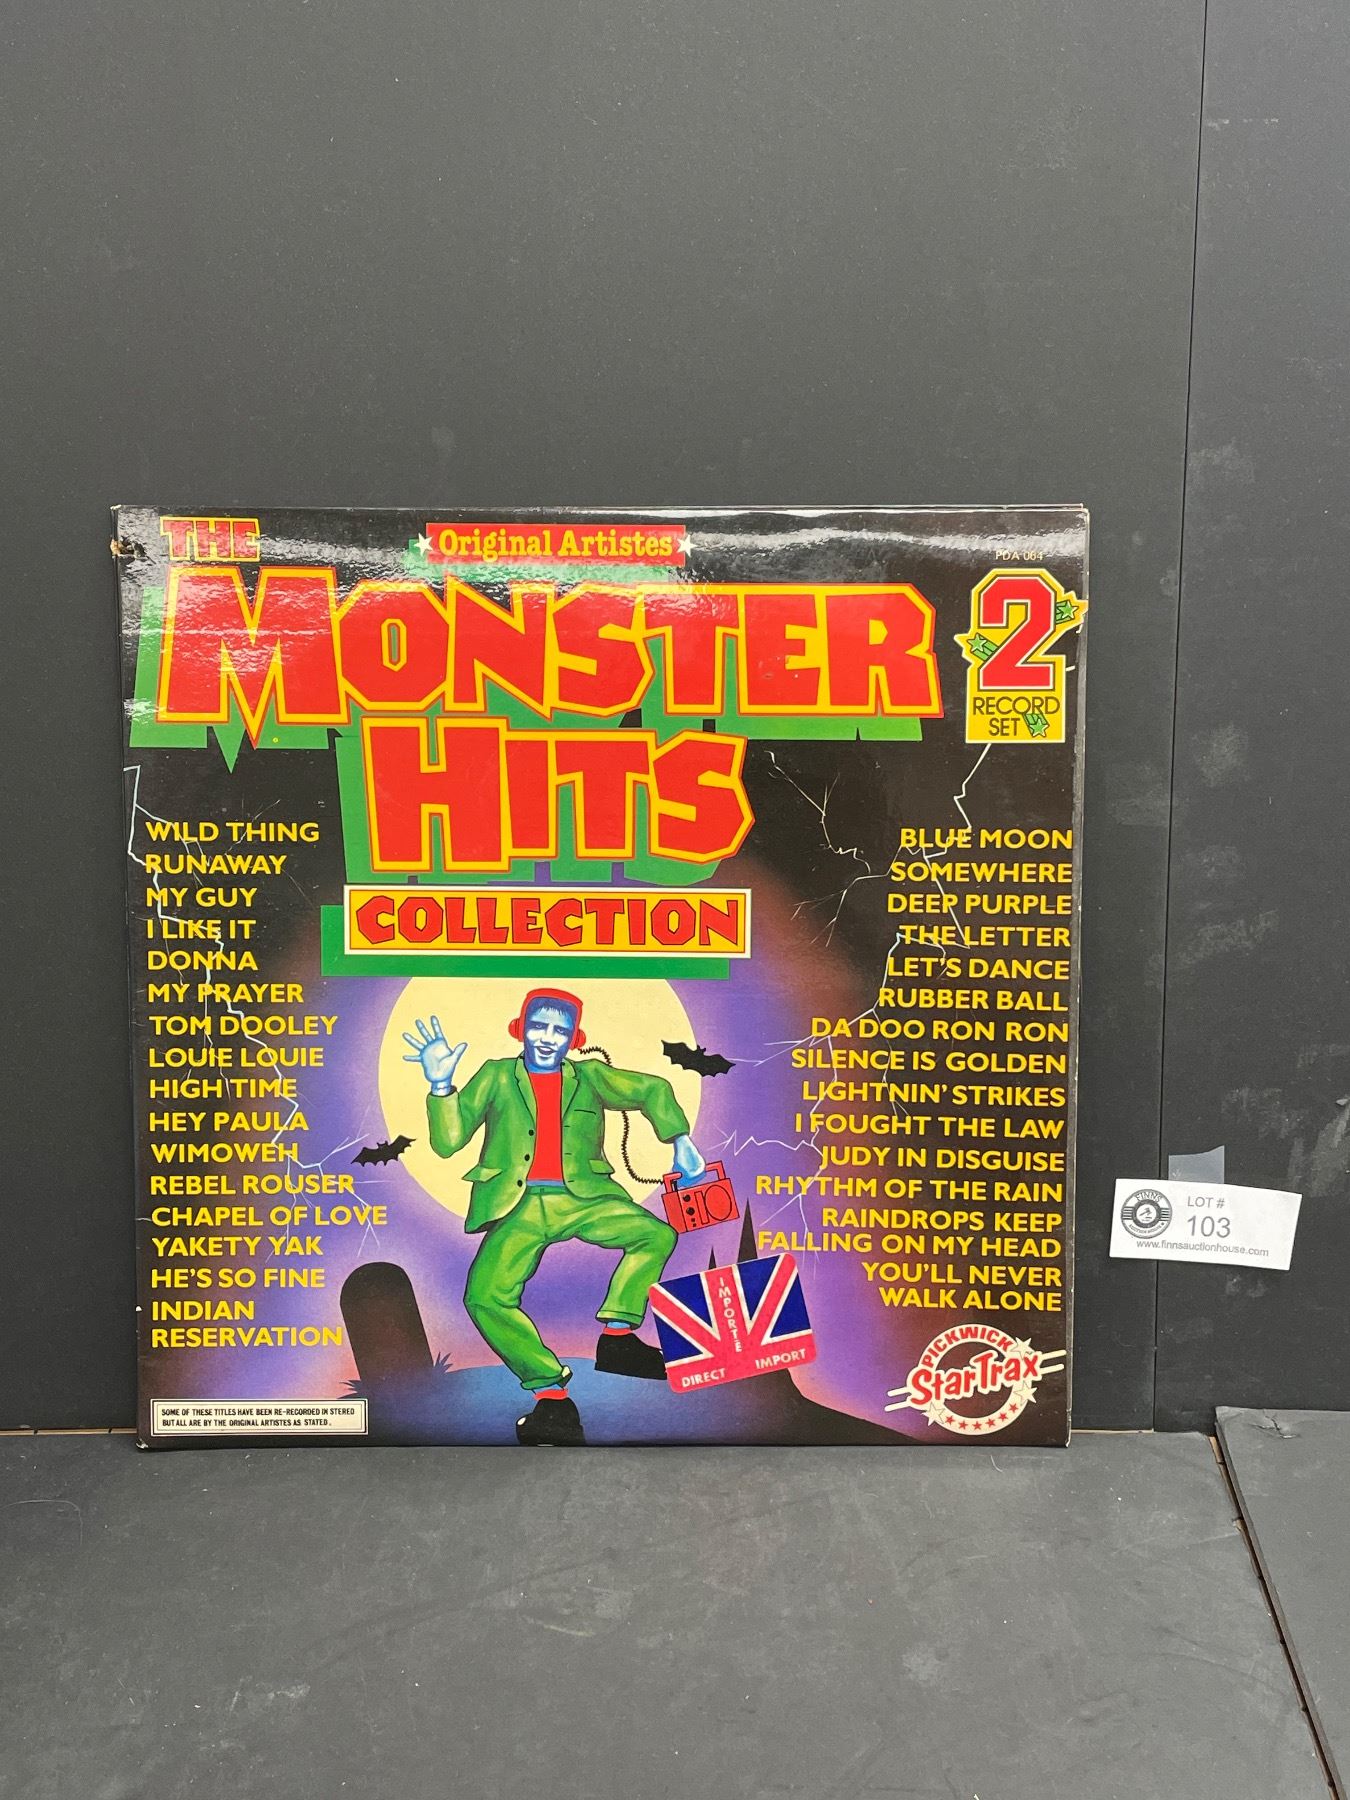 THE
★ Original Artistes ★
PDA 064
MONSTER
HITS
COLLECTION
2
RECORD
SET
WILD THING
RUNAWAY
MY GUY
I LIKE IT
DONNA
MY PRAYER
TOM DOOLEY
LOUIE LOUIE
HIGH TIME
HEY PAULA
WIMOWEH
REBEL ROUSER
CHAPEL OF LOVE
YAKETY YAK
HE'S SO FINE
INDIAN
RESERVATION
BLUE MOON
SOMEWHERE
DEEP PURPLE
THE LETTER
LET'S DANCE
RUBBER BALL
DA DOO RON RON
SILENCE IS GOLDEN
LIGHTNIN' STRIKES
I FOUGHT THE LAW
JUDY IN DISGUISE
RHYTHM OF THE RAIN
RAINDROPS KEEP
FALLING ON MY HEAD
YOU'LL NEVER
WALK ALONE
IMPORTE
DIRECT IMPORT
PICKWICK
StarTrax
SOME OF THESE TITLES HAVE BEEN RE-RECORDED IN STEREO
BUT ALL ARE BY THE ORIGINAL ARTISTES AS STATED.
FINNS
LOT #
103
www.finnsauctionhouse.com